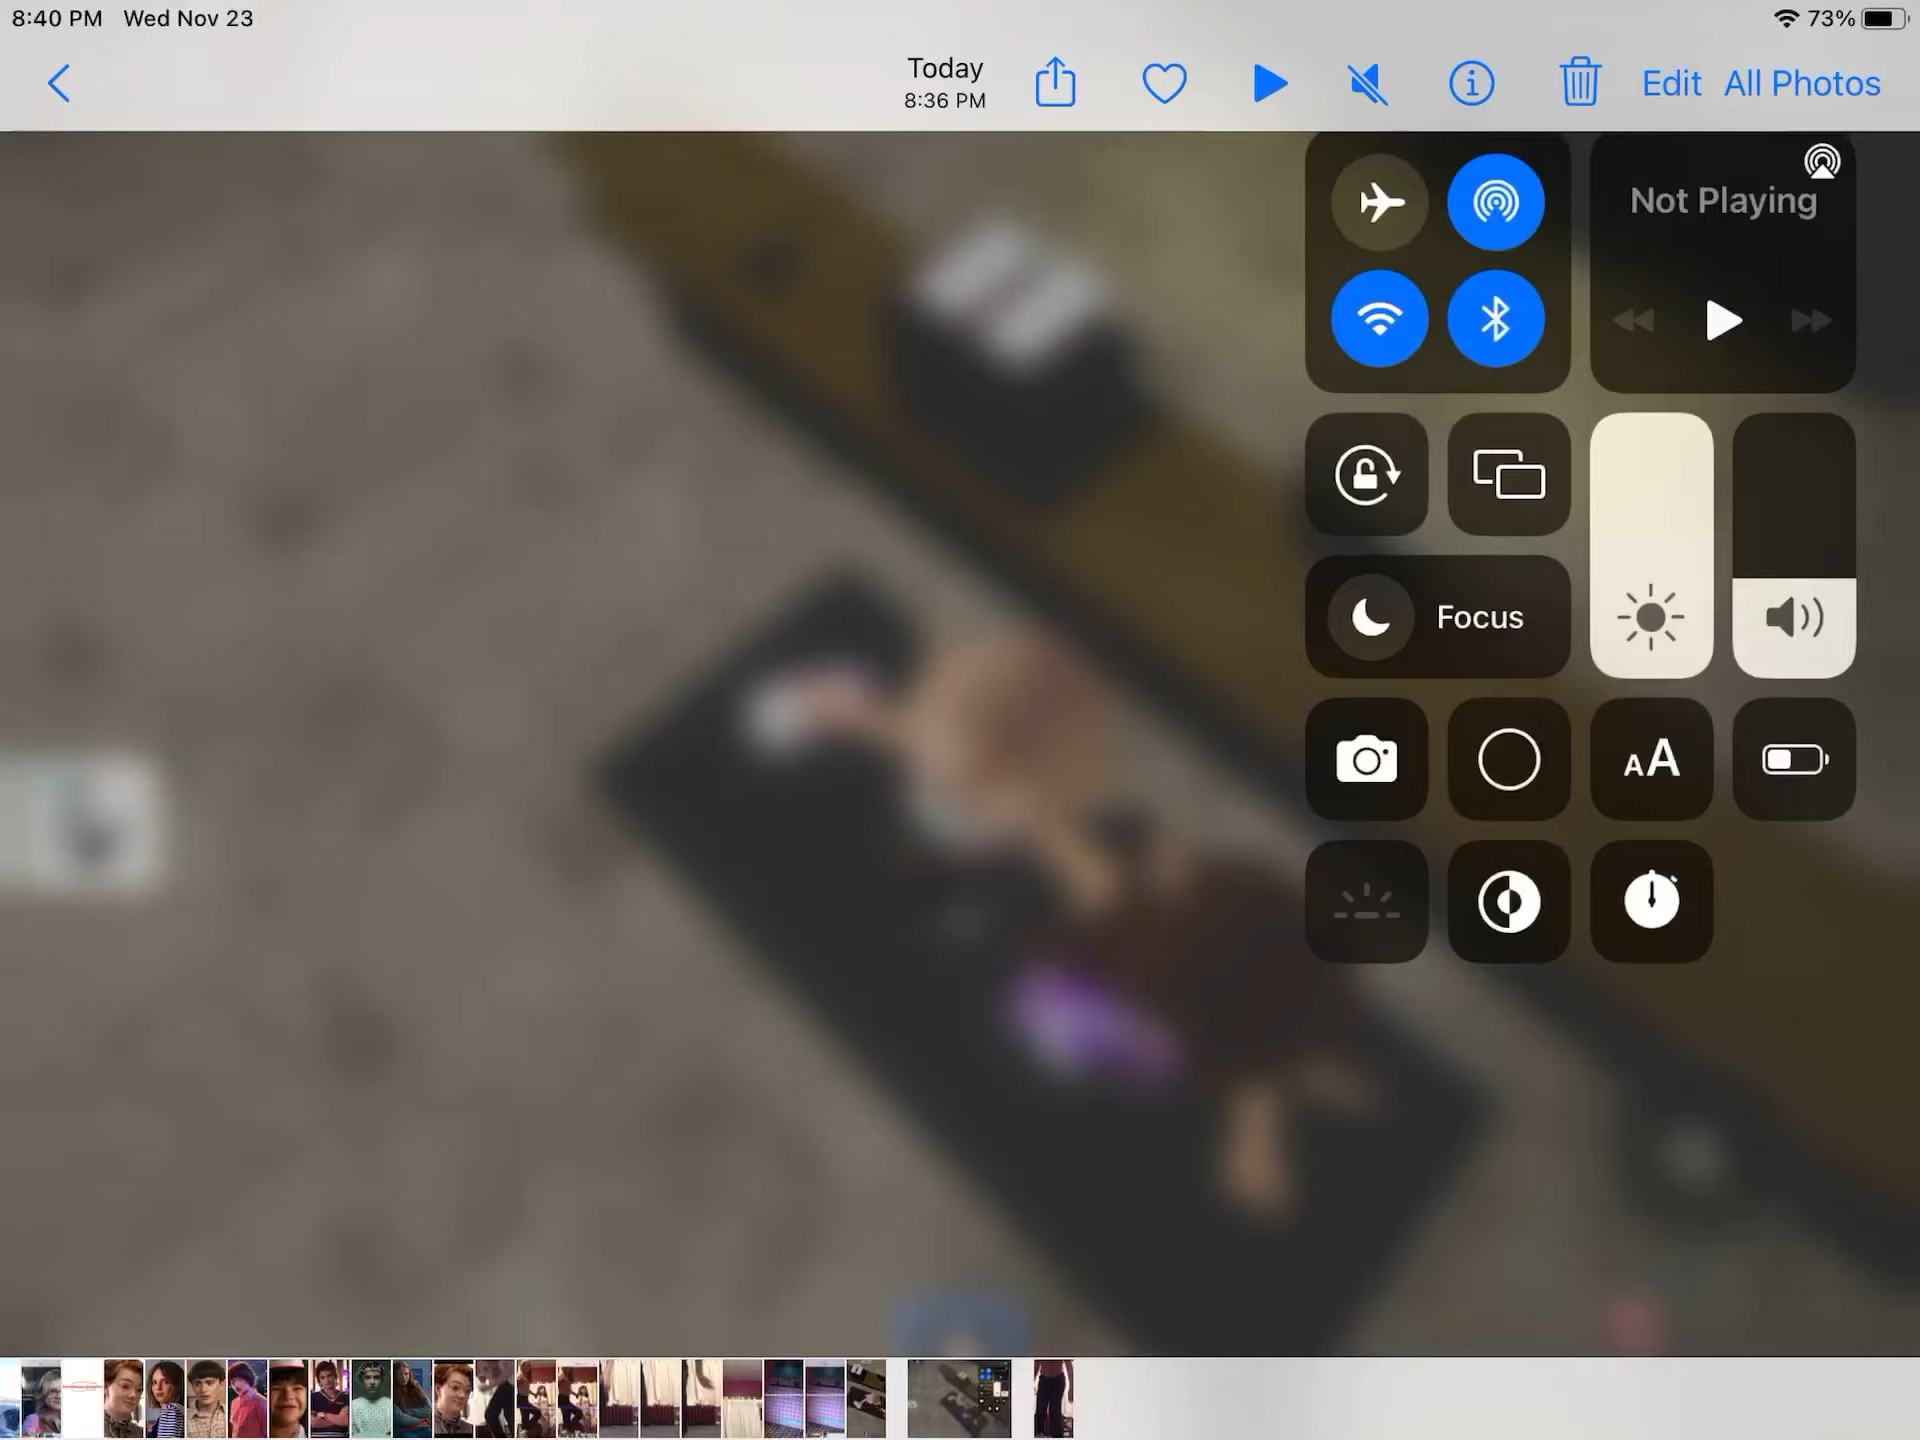 8:40 PM Wed Nov 23
73%
Today
8:36 PM
Edit All Photos
Not Playing
Focus
AA